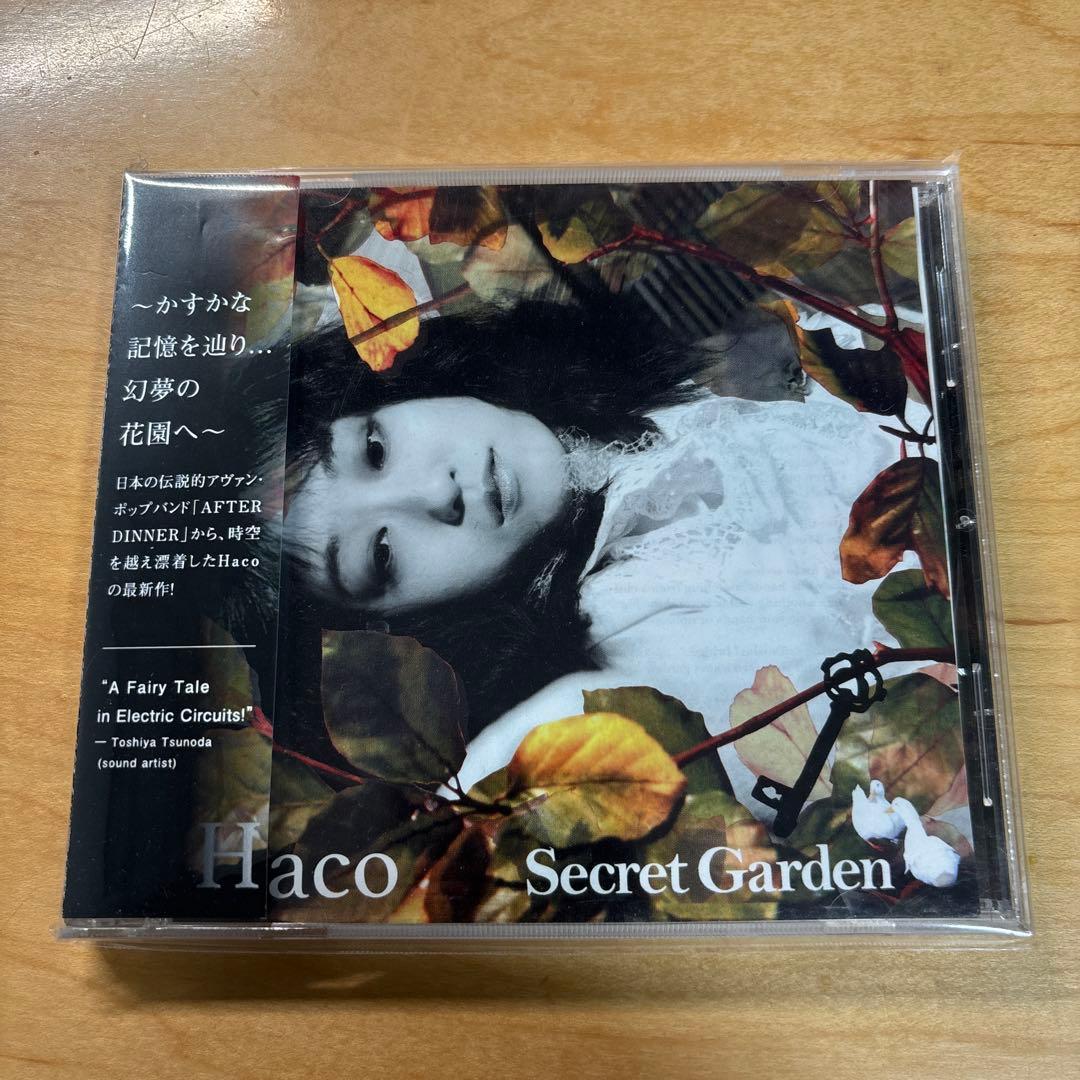 ～かすかな
記憶を辿り…
幻夢の
花園へ～
日本の伝説的アヴァン・
ポップバンド「AFTER
DINNER」から、時空
を越え漂着したHaco
の最新作!
“A Fairy Tale
in Electric Circuits!”
— Toshiya Tsunoda
(sound artist)
Haco
Secret Garden